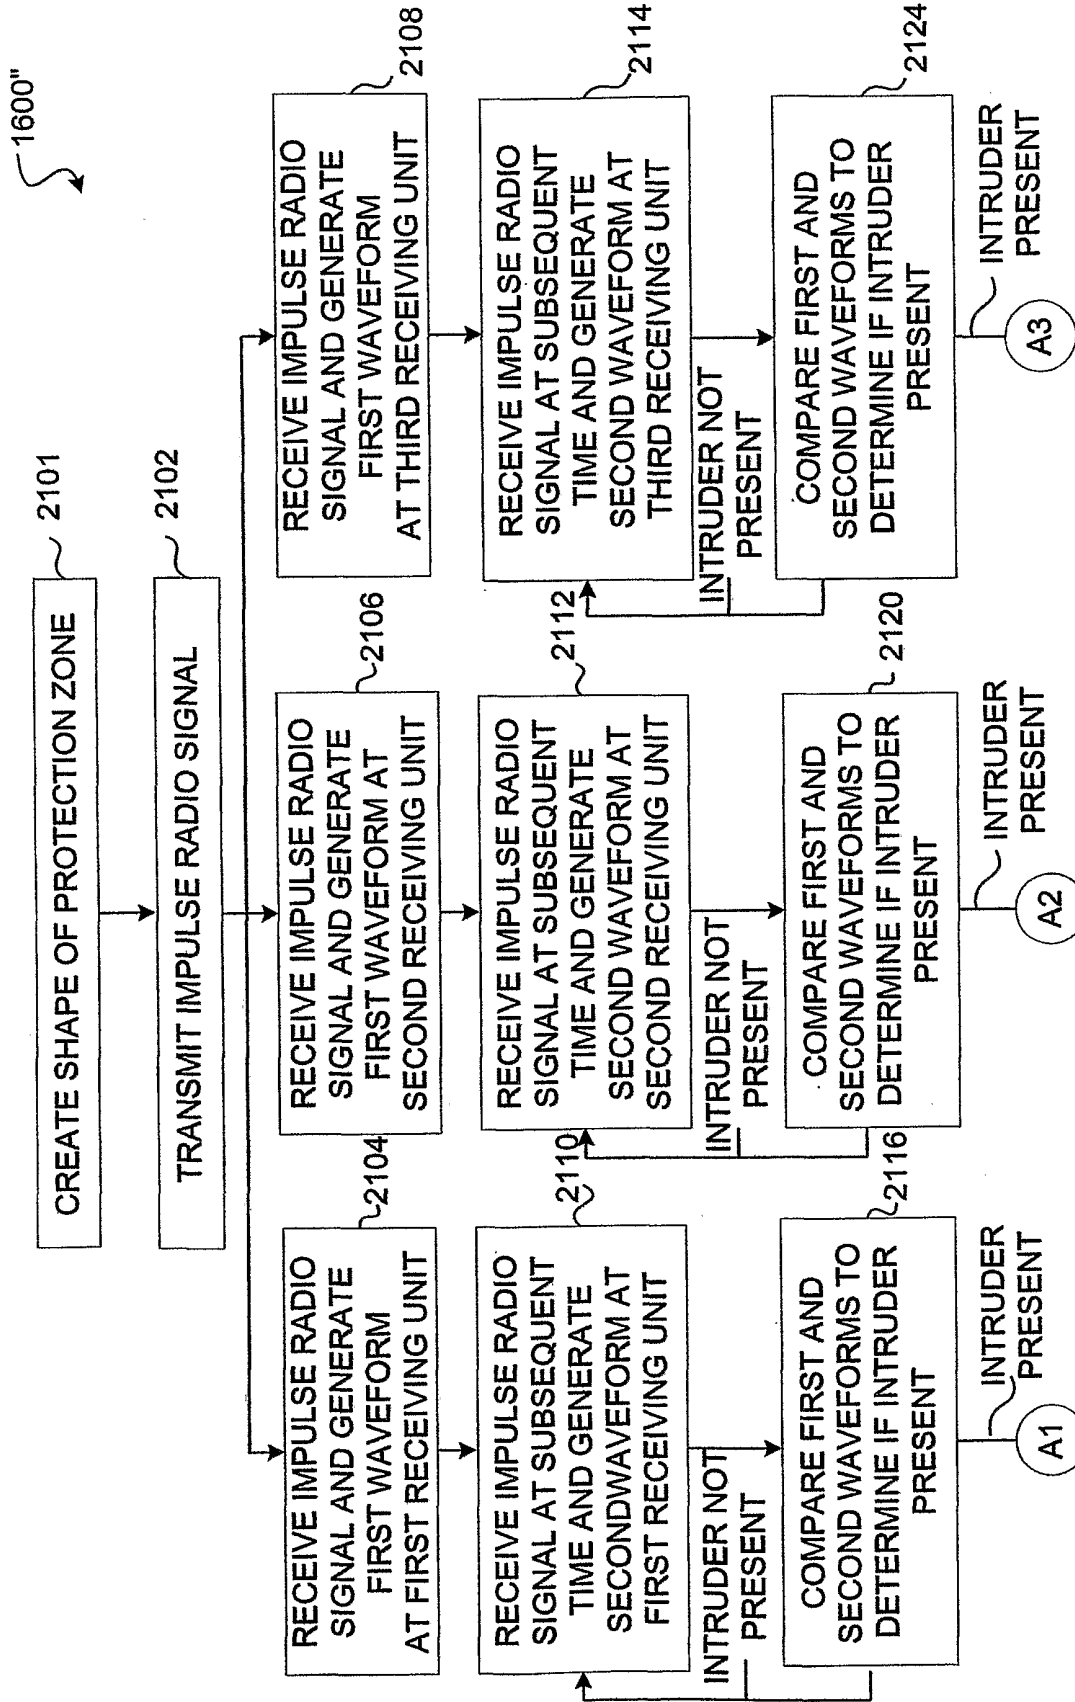 1600"
CREATE SHAPE OF PROTECTION ZONE
2101
TRANSMIT IMPULSE RADIO SIGNAL
2102
RECEIVE IMPULSE RADIO
SIGNAL AND GENERATE
FIRST WAVEFORM
AT FIRST RECEIVING UNIT
2104
RECEIVE IMPULSE RADIO
SIGNAL AND GENERATE
FIRST WAVEFORM AT
SECOND RECEIVING UNIT
2106
RECEIVE IMPULSE RADIO
SIGNAL AND GENERATE
FIRST WAVEFORM
AT THIRD RECEIVING UNIT
2108
RECEIVE IMPULSE RADIO
SIGNAL AT SUBSEQUENT
TIME AND GENERATE
SECONDWAVEFORM AT
FIRST RECEIVING UNIT
2110
RECEIVE IMPULSE RADIO
SIGNAL AT SUBSEQUENT
TIME AND GENERATE
SECOND WAVEFORM AT
SECOND RECEIVING UNIT
2112
RECEIVE IMPULSE RADIO
SIGNAL AT SUBSEQUENT
TIME AND GENERATE
SECOND WAVEFORM AT
THIRD RECEIVING UNIT
2114
INTRUDER NOT
PRESENT
INTRUDER NOT
PRESENT
INTRUDER NOT
PRESENT
COMPARE FIRST AND
SECOND WAVEFORMS TO
DETERMINE IF INTRUDER
PRESENT
2116
COMPARE FIRST AND
SECOND WAVEFORMS TO
DETERMINE IF INTRUDER
PRESENT
2120
COMPARE FIRST AND
SECOND WAVEFORMS TO
DETERMINE IF INTRUDER
PRESENT
2124
INTRUDER
PRESENT
INTRUDER
PRESENT
INTRUDER
PRESENT
A1
A2
A3